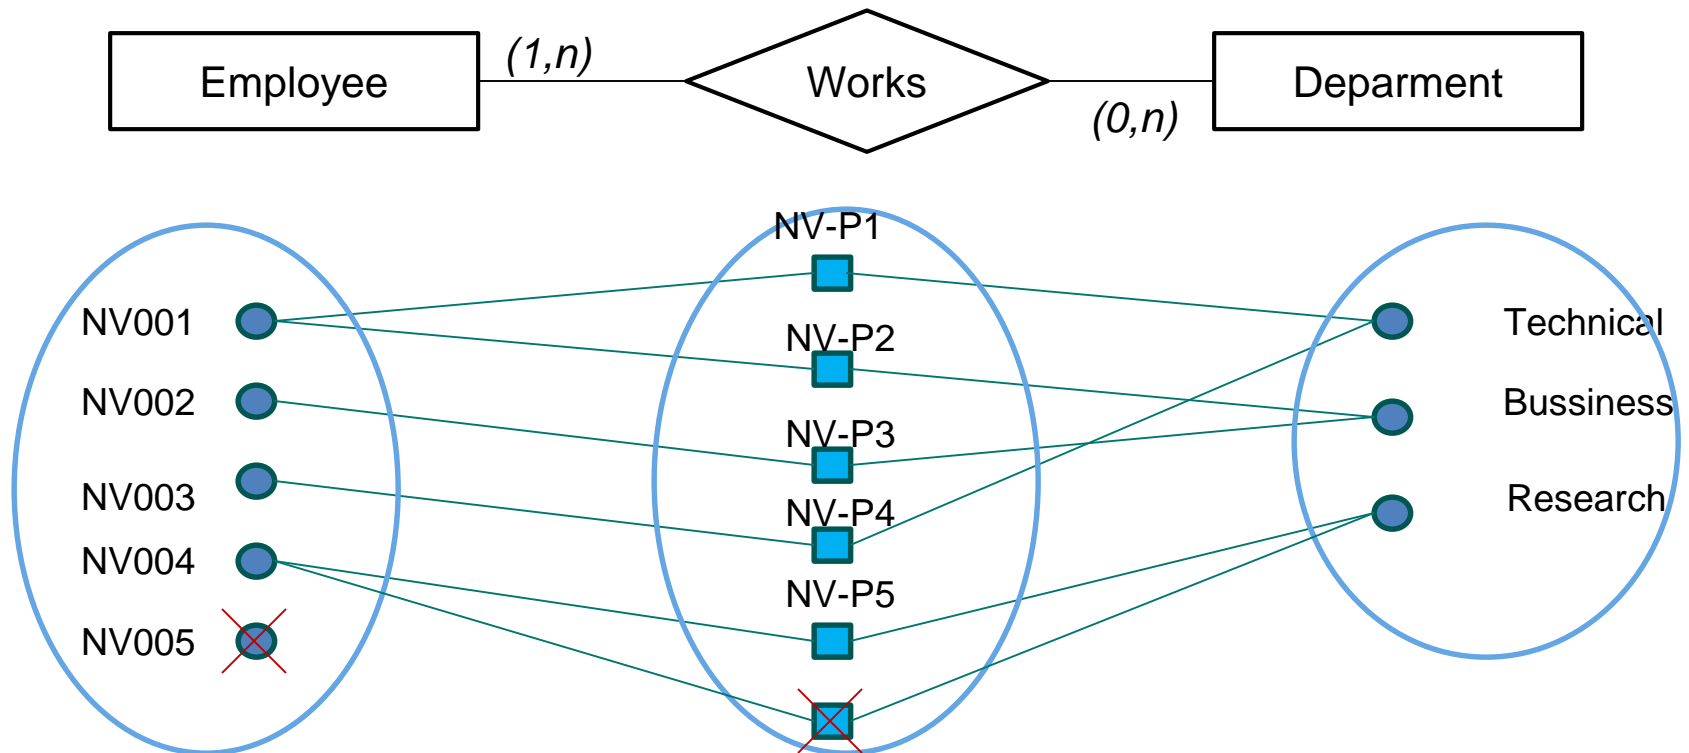 Employee
(1,n)
Works
(0,n)
Deparment
NV-P1
NV001
Technical
NV-P2
NV002
Bussiness
NV-P3
NV003
Research
NV-P4
NV004
NV-P5
NV005